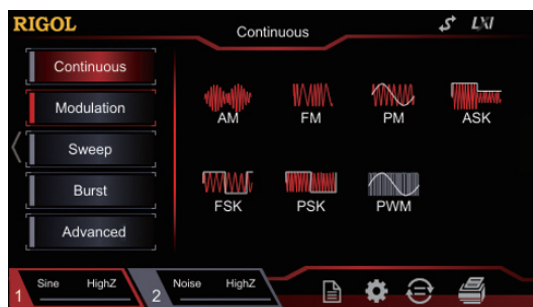 RIGOL
Continuous
LXI
Continuous
Modulation
Sweep
Burst
Advanced
AM
FM
PM
ASK
FSK
PSK
PWM
1
Sine
HighZ
2
Noise
HighZ